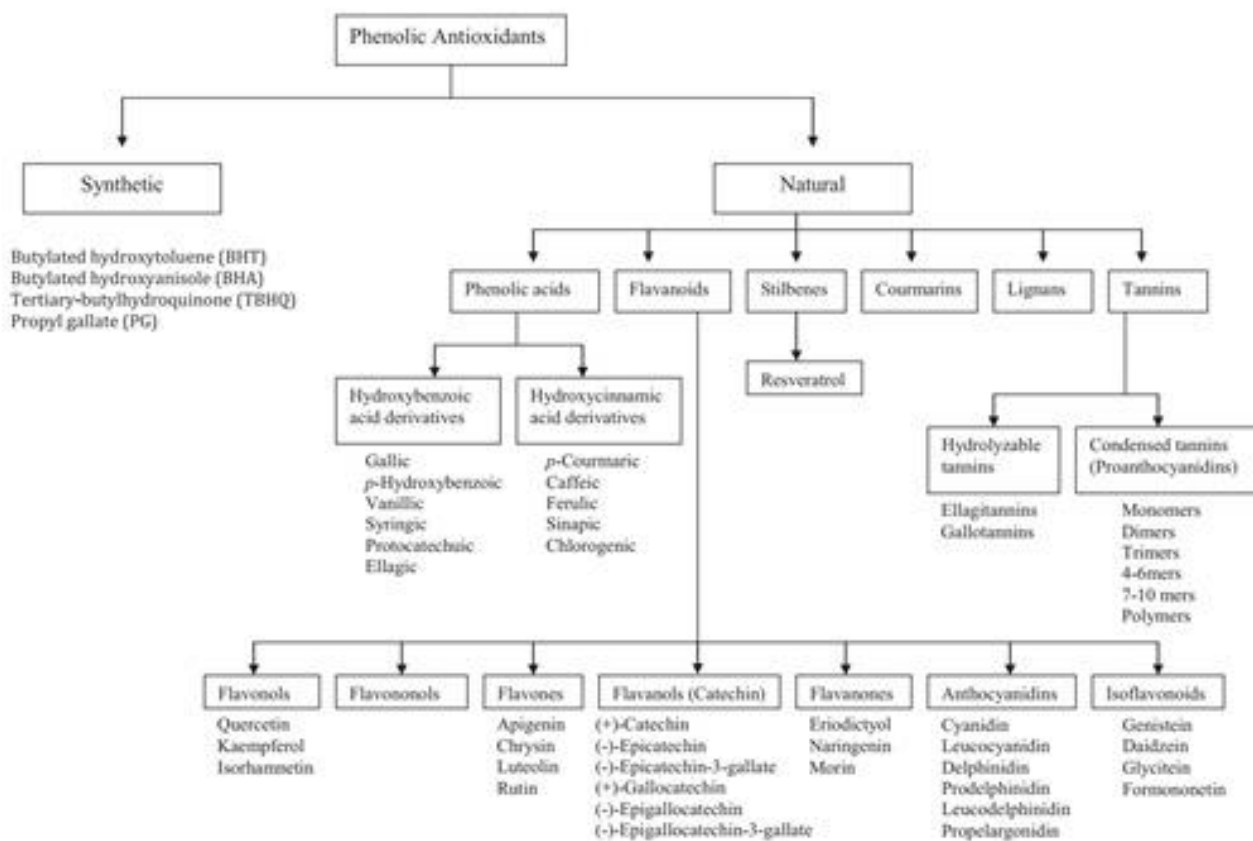 Phenolic Antioxidants
Synthetic
Natural
Butylated hydroxytoluene (BHT)
Butylated hydroxyanisole (BHA)
Tertiary-butylhydroquinone (TBHQ)
Propyl gallate (PG)
Phenolic acids
Flavanoids
Stilbenes
Courmarins
Lignans
Tannins
Hydroxybenzoic
acid derivatives
Gallic
p-Hydroxybenzoic
Vanillic
Syringic
Protocatechuic
Ellagic
Hydroxycinnamic
acid derivatives
p-Courmaric
Caffeic
Ferulic
Sinapic
Chlorogenic
Resveratrol
Hydrolyzable
tannins
Ellagitannins
Gallotannins
Condensed tannins
(Proanthocyanidins)
Monomers
Dimers
Trimers
4-6mers
7-10 mers
Polymers
Flavonols
Quercetin
Kaempferol
Isorhamnetin
Flavononols
Flavones
Apigenin
Chrysin
Luteolin
Rutin
Flavanols (Catechin)
(+)-Catechin
(-)-Epicatechin
(-)-Epicatechin-3-gallate
(+)-Gallocatechin
(-)-Epigallocatechin
(-)-Epigallocatechin-3-gallate
Flavanones
Eriodictyol
Naringenin
Morin
Anthocyanidins
Cyanidin
Leucocyanidin
Delphinidin
Prodelphinidin
Leucodelphinidin
Propelargonidin
Isoflavonoids
Genistein
Daidzein
Glycitein
Formononetin